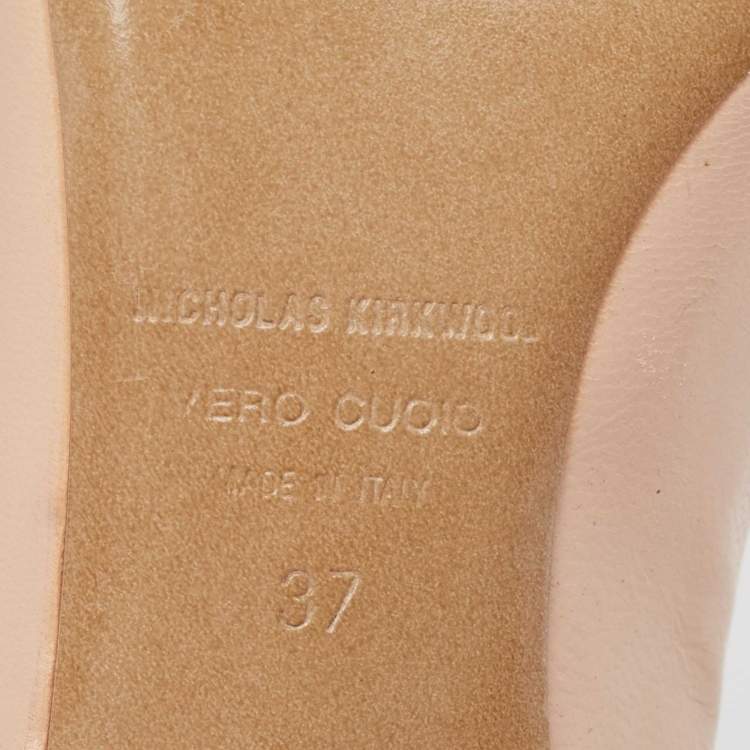 NICHOLAS KIRKWOOD
VERO CUOIO
MADE IN ITALY
37